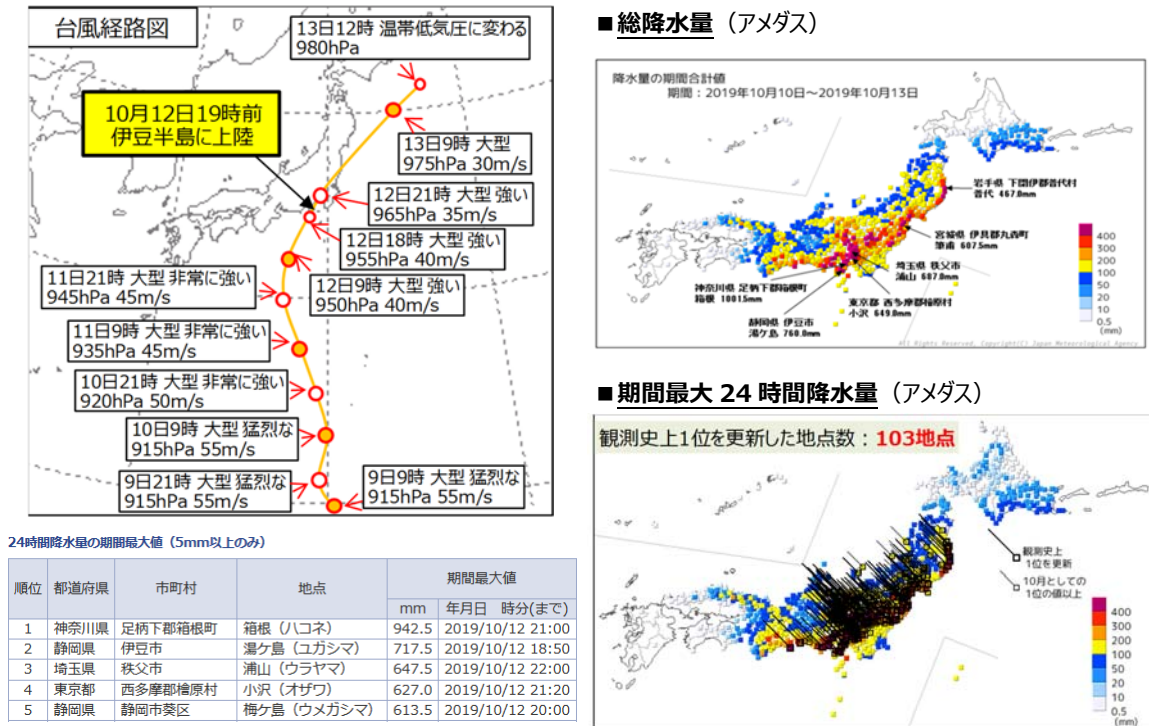 台風経路図
13日12時 温帯低気圧に変わる
980hPa
10月12日19時前
伊豆半島に上陸
13日9時 大型
975hPa 30m/s
12日21時 大型 強い
965hPa 35m/s
12日18時 大型 強い
955hPa 40m/s
12日9時 大型 強い
950hPa 40m/s
11日21時 大型 非常に強い
945hPa 45m/s
11日9時 大型 非常に強い
935hPa 45m/s
10日21時 大型 非常に強い
920hPa 50m/s
10日9時 大型 猛烈な
915hPa 55m/s
9日21時 大型 猛烈な
915hPa 55m/s
9日9時 大型 猛烈な
915hPa 55m/s
24時間降水量の期間最大値（5mm以上のみ）
順位 都道府県 市町村 地点 期間最大値
mm 年月日 時分(まで)
1 神奈川県 足柄下郡箱根町 箱根（ハコネ） 942.5 2019/10/12 21:00
2 静岡県 伊豆市 湯ケ島（ユガシマ） 717.5 2019/10/12 18:50
3 埼玉県 秩父市 浦山（ウラヤマ） 647.5 2019/10/12 22:00
4 東京都 西多摩郡檜原村 小沢（オザワ） 627.0 2019/10/12 21:20
5 静岡県 静岡市葵区 梅ケ島（ウメガシマ） 613.5 2019/10/12 20:00
■総降水量（アメダス）
降水量の期間合計値
期間：2019年10月10日～2019年10月13日
岩手県 下閉伊郡普代村
普代 467.0mm
宮城県 伊具郡丸森町
筆甫 607.5mm
埼玉県 秩父市
浦山 687.0mm
神奈川県 足柄下郡箱根町
箱根 1001.5mm
東京都 西多摩郡檜原村
小沢 649.0mm
静岡県 伊豆市
湯ケ島 760.0mm
400
300
200
100
50
20
10
0.5
(mm)
All Rights Reserved, Copyright(C) Japan Meteorological Agency
■期間最大 24 時間降水量（アメダス）
観測史上1位を更新した地点数：103地点
観測史上
1位を更新
10月としての
1位の値以上
400
300
200
100
50
20
10
0.5
(mm)